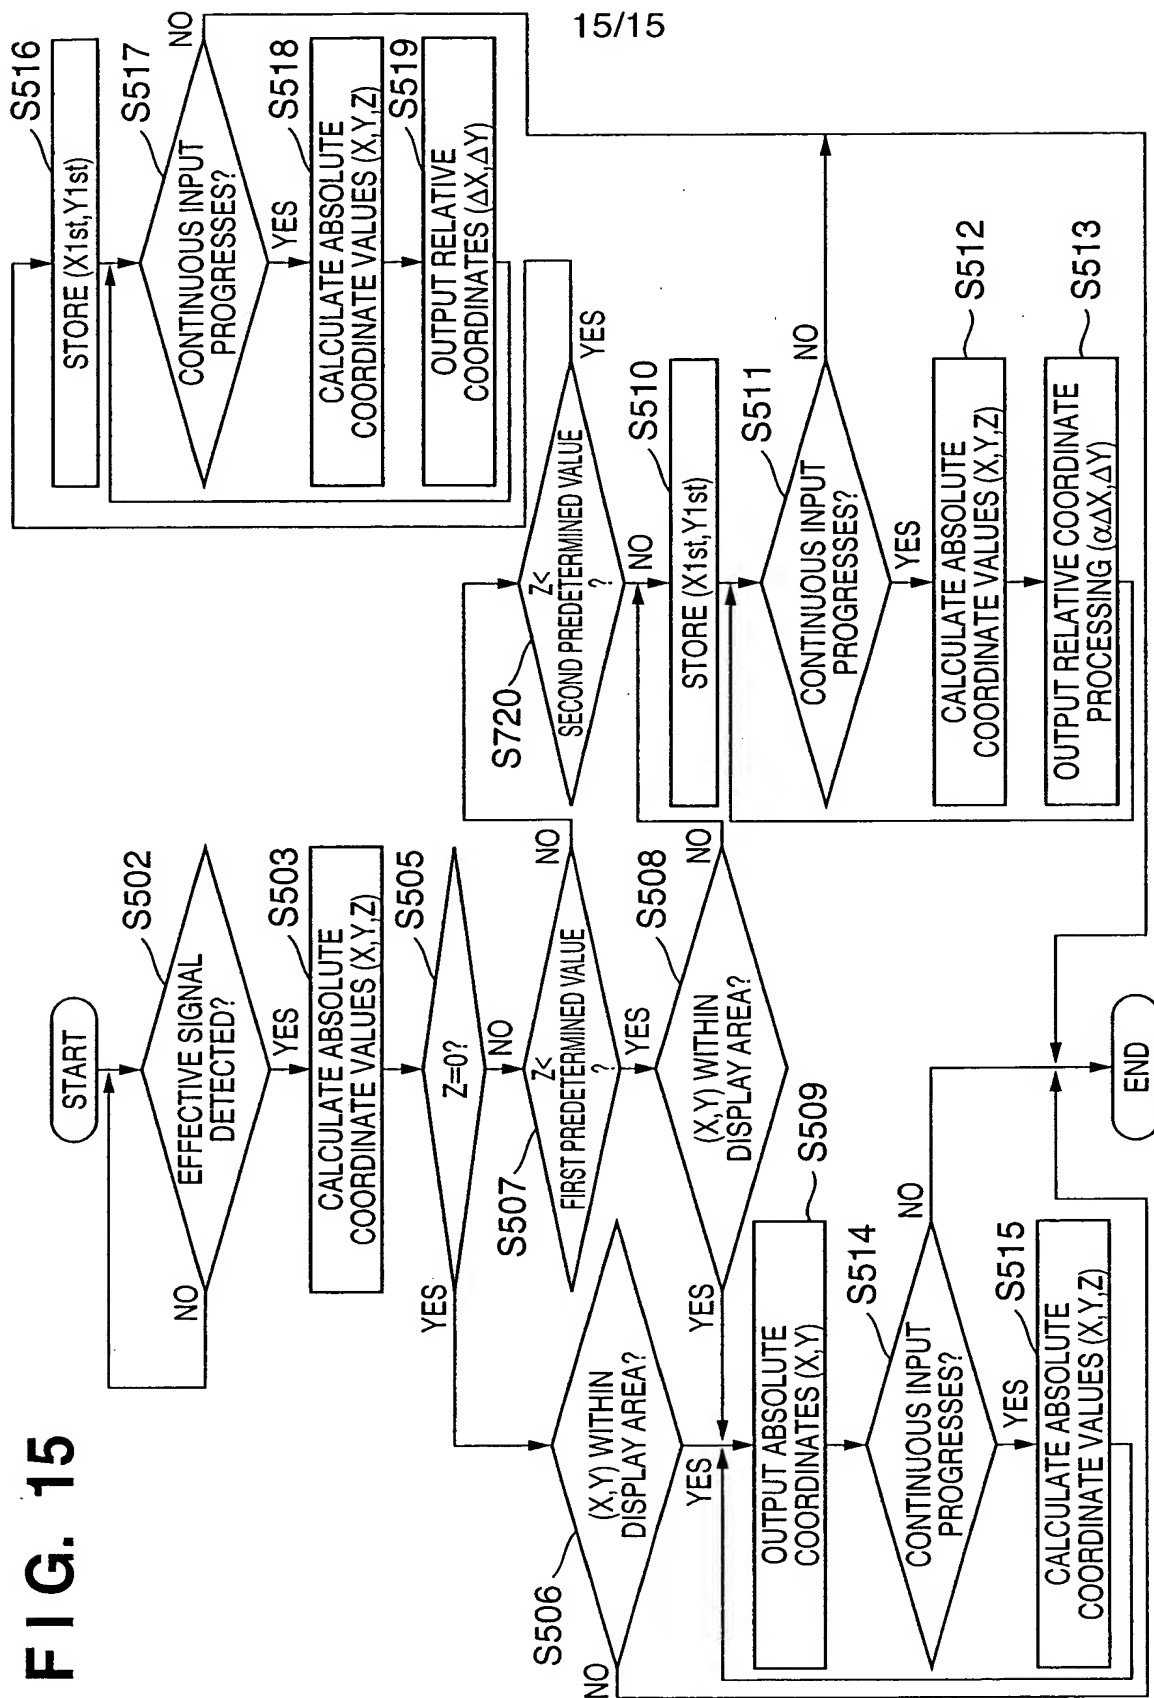 15/15
FIG. 15
START
S502
EFFECTIVE SIGNAL
DETECTED?
NO
YES
S503
CALCULATE ABSOLUTE
COORDINATE VALUES (X,Y,Z)
S505
Z=0?
YES
NO
S507
Z<
FIRST PREDETERMINED VALUE
?
NO
YES
S506
(X,Y) WITHIN
DISPLAY AREA?
NO
YES
S508
(X,Y) WITHIN
DISPLAY AREA?
YES
NO
S509
OUTPUT ABSOLUTE
COORDINATES (X,Y)
S514
CONTINUOUS INPUT
PROGRESSES?
NO
YES
S515
CALCULATE ABSOLUTE
COORDINATE VALUES (X,Y,Z)
S720
Z<
SECOND PREDETERMINED VALUE
?
YES
NO
S510
STORE (X1st,Y1st)
S511
CONTINUOUS INPUT
PROGRESSES?
NO
YES
S512
CALCULATE ABSOLUTE
COORDINATE VALUES (X,Y,Z)
S513
OUTPUT RELATIVE COORDINATE
PROCESSING (αΔX,ΔY)
S516
STORE (X1st,Y1st)
S517
CONTINUOUS INPUT
PROGRESSES?
NO
YES
S518
CALCULATE ABSOLUTE
COORDINATE VALUES (X,Y,Z)
S519
OUTPUT RELATIVE
COORDINATES (ΔX,ΔY)
END